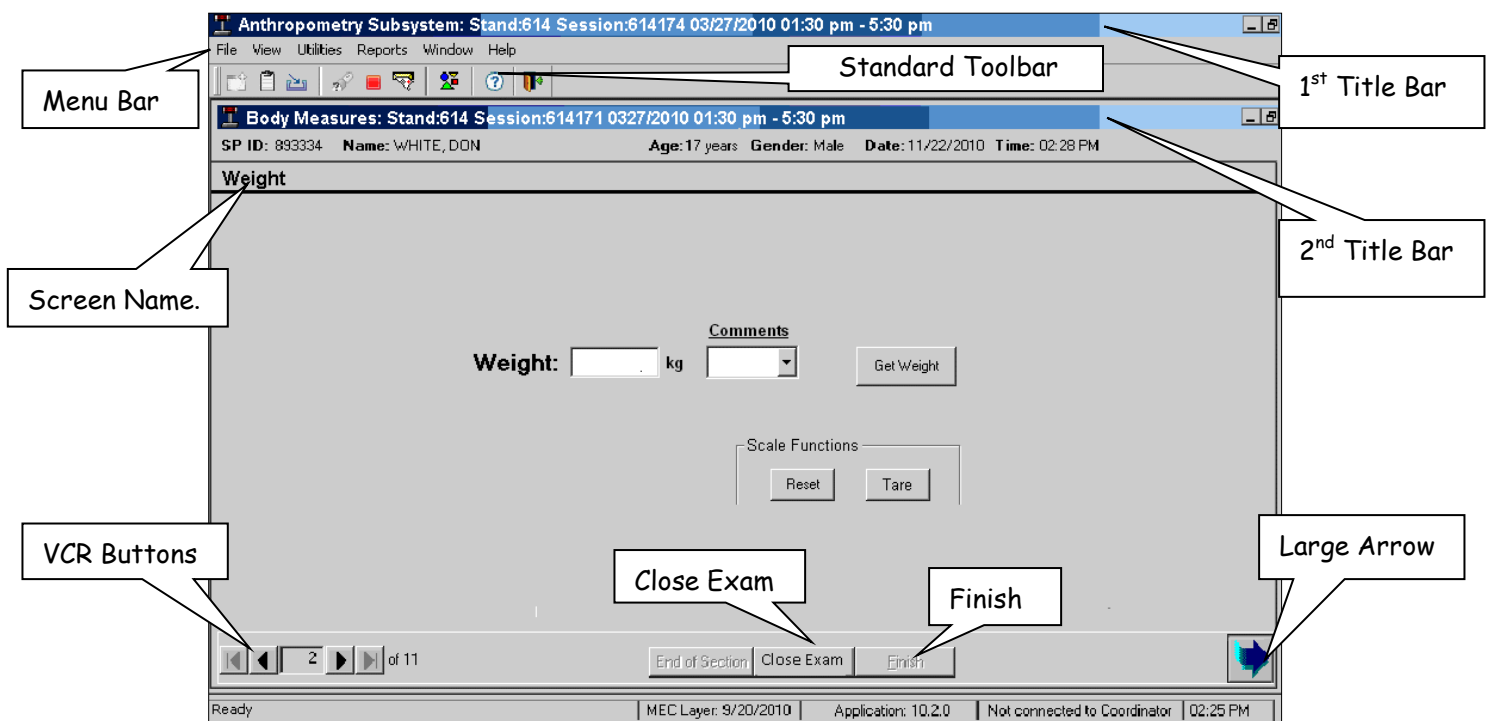 Anthropometry Subsystem: Stand:614 Session:614174 03/27/2010 01:30 pm - 5:30 pm
File View Utilities Reports Window Help
Standard Toolbar
Menu Bar
1st Title Bar
Body Measures: Stand:614 Session:614171 0327/2010 01:30 pm - 5:30 pm
SP ID: 893334 Name: WHITE, DON Age: 17 years Gender: Male Date: 11/22/2010 Time: 02:28 PM
Weight
2nd Title Bar
Screen Name.
Comments
Weight: . kg Get Weight
Scale Functions
Reset Tare
VCR Buttons
Large Arrow
Close Exam
Finish
2 of 11 End of Section Close Exam Finish
Ready MEC Layer: 9/20/2010 Application: 10.2.0 Not connected to Coordinator 02:25 PM